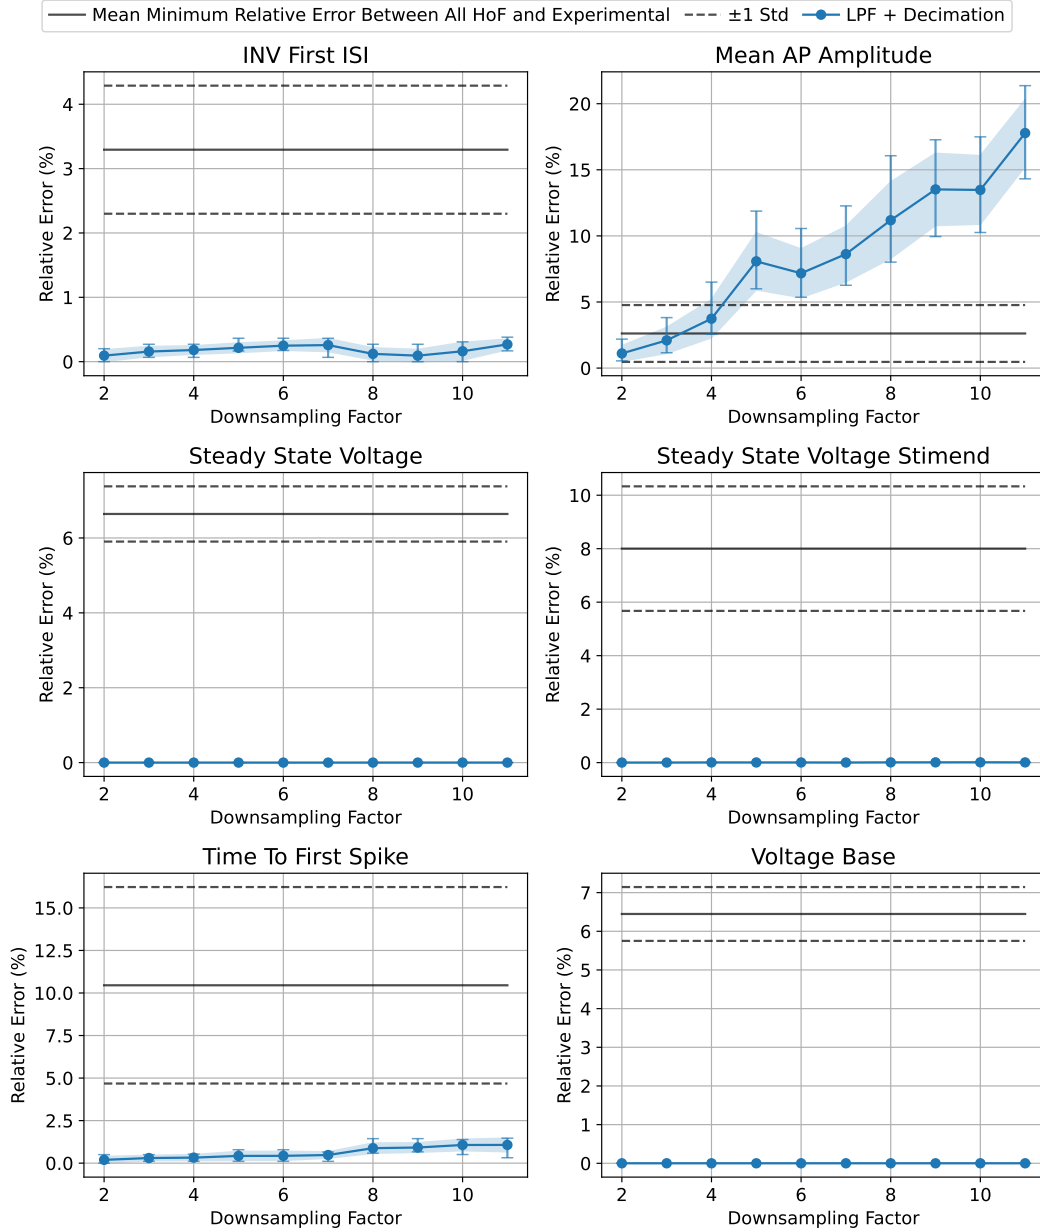 Mean Minimum Relative Error Between All HoF and Experimental ±1 Std LPF + Decimation
INV First ISI
Relative Error (%)
4
3
2
1
0
2 4 6 8 10
Downsampling Factor
Mean AP Amplitude
Relative Error (%)
20
15
10
5
0
2 4 6 8 10
Downsampling Factor
Steady State Voltage
Relative Error (%)
6
4
2
0
2 4 6 8 10
Downsampling Factor
Steady State Voltage Stimend
Relative Error (%)
10
8
6
4
2
0
2 4 6 8 10
Downsampling Factor
Time To First Spike
Relative Error (%)
15.0
12.5
10.0
7.5
5.0
2.5
0.0
2 4 6 8 10
Downsampling Factor
Voltage Base
Relative Error (%)
7
6
5
4
3
2
1
0
2 4 6 8 10
Downsampling Factor